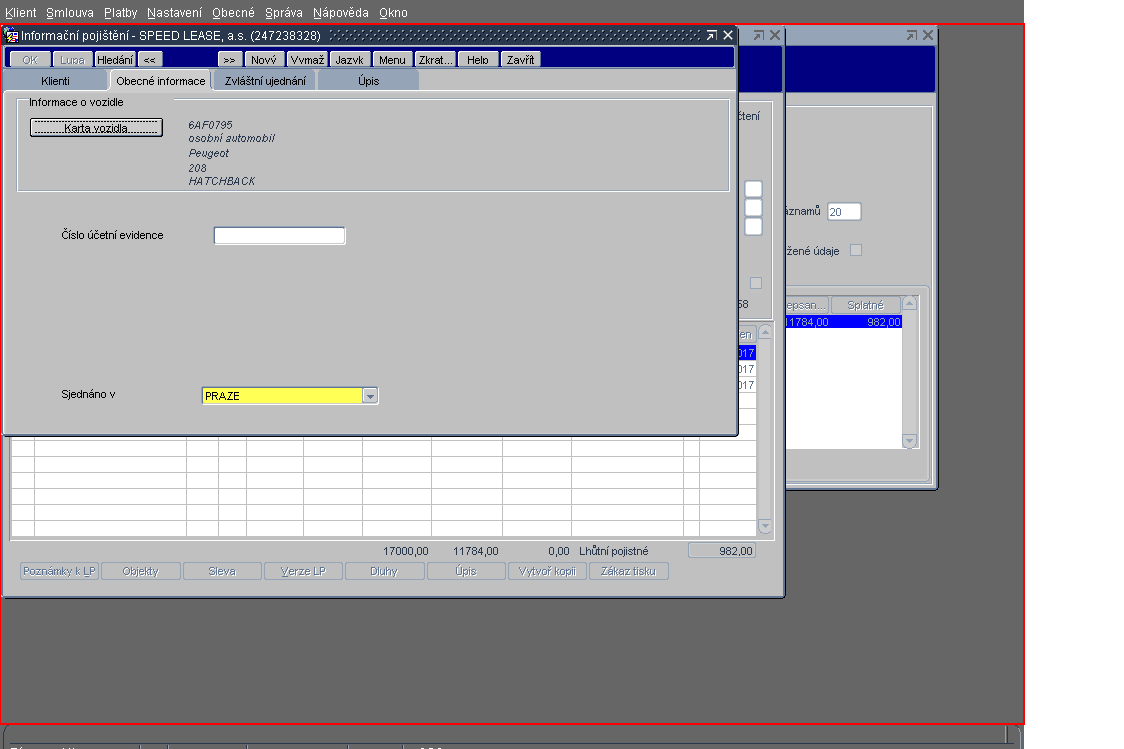 Klient Smlouva Platby Nastavení Obecné Správa Nápověda Okno
Informační pojištění - SPEED LEASE, a.s. (247238328)
OK Lupa Hledání << >> Nový Vymaž Jazyk Menu Zkrat... Help Zavřít
Klienti Obecné informace Zvláštní ujednání Úpis
Informace o vozidle
Karta vozidla
6AF0795
osobní automobil
Peugeot
208
HATCHBACK
Číslo účetní evidence
Sjednáno v PRAZE
čtení
áznamů 20
žené údaje
58
epsan... Splatné
11784,00 982,00
en
017
017
017
17000,00 11784,00 0,00 Lhůtní pojistné 982,00
Poznámky k LP Objekty Sleva Verze LP Dluhy Úpis Vytvoř kopii Zákaz tisku